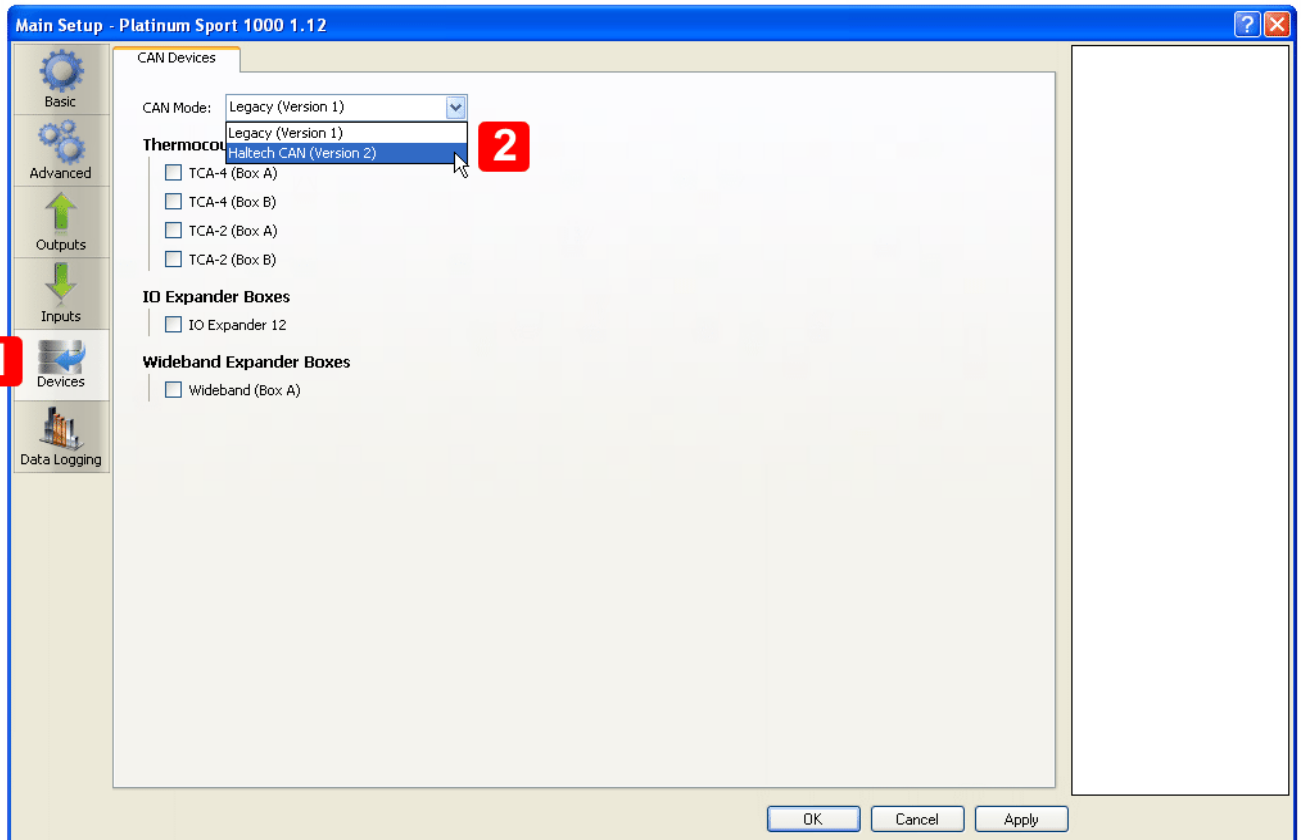 Main Setup - Platinum Sport 1000 1.12
CAN Devices
Basic
Advanced
Outputs
Inputs
Devices
Data Logging
CAN Mode: Legacy (Version 1)
Legacy (Version 1)
Haltech CAN (Version 2)
2
Thermocou
TCA-4 (Box A)
TCA-4 (Box B)
TCA-2 (Box A)
TCA-2 (Box B)
IO Expander Boxes
IO Expander 12
Wideband Expander Boxes
Wideband (Box A)
OK Cancel Apply